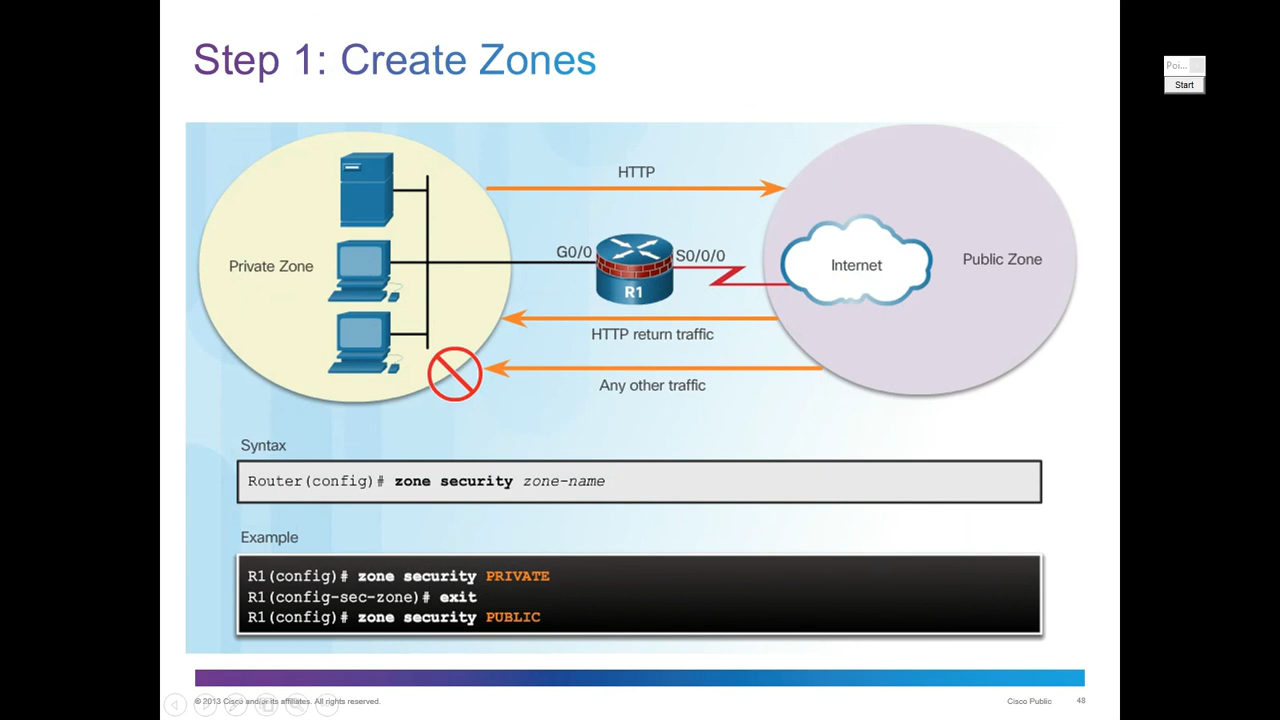 Step 1: Create Zones
Poi...
Start
HTTP
Private Zone
G0/0
S0/0/0
R1
Internet
Public Zone
HTTP return traffic
Any other traffic
Syntax
Router(config)# zone security zone-name
Example
R1(config)# zone security PRIVATE
R1(config-sec-zone)# exit
R1(config)# zone security PUBLIC
© 2013 Cisco and/or its affiliates. All rights reserved.
Cisco Public
48